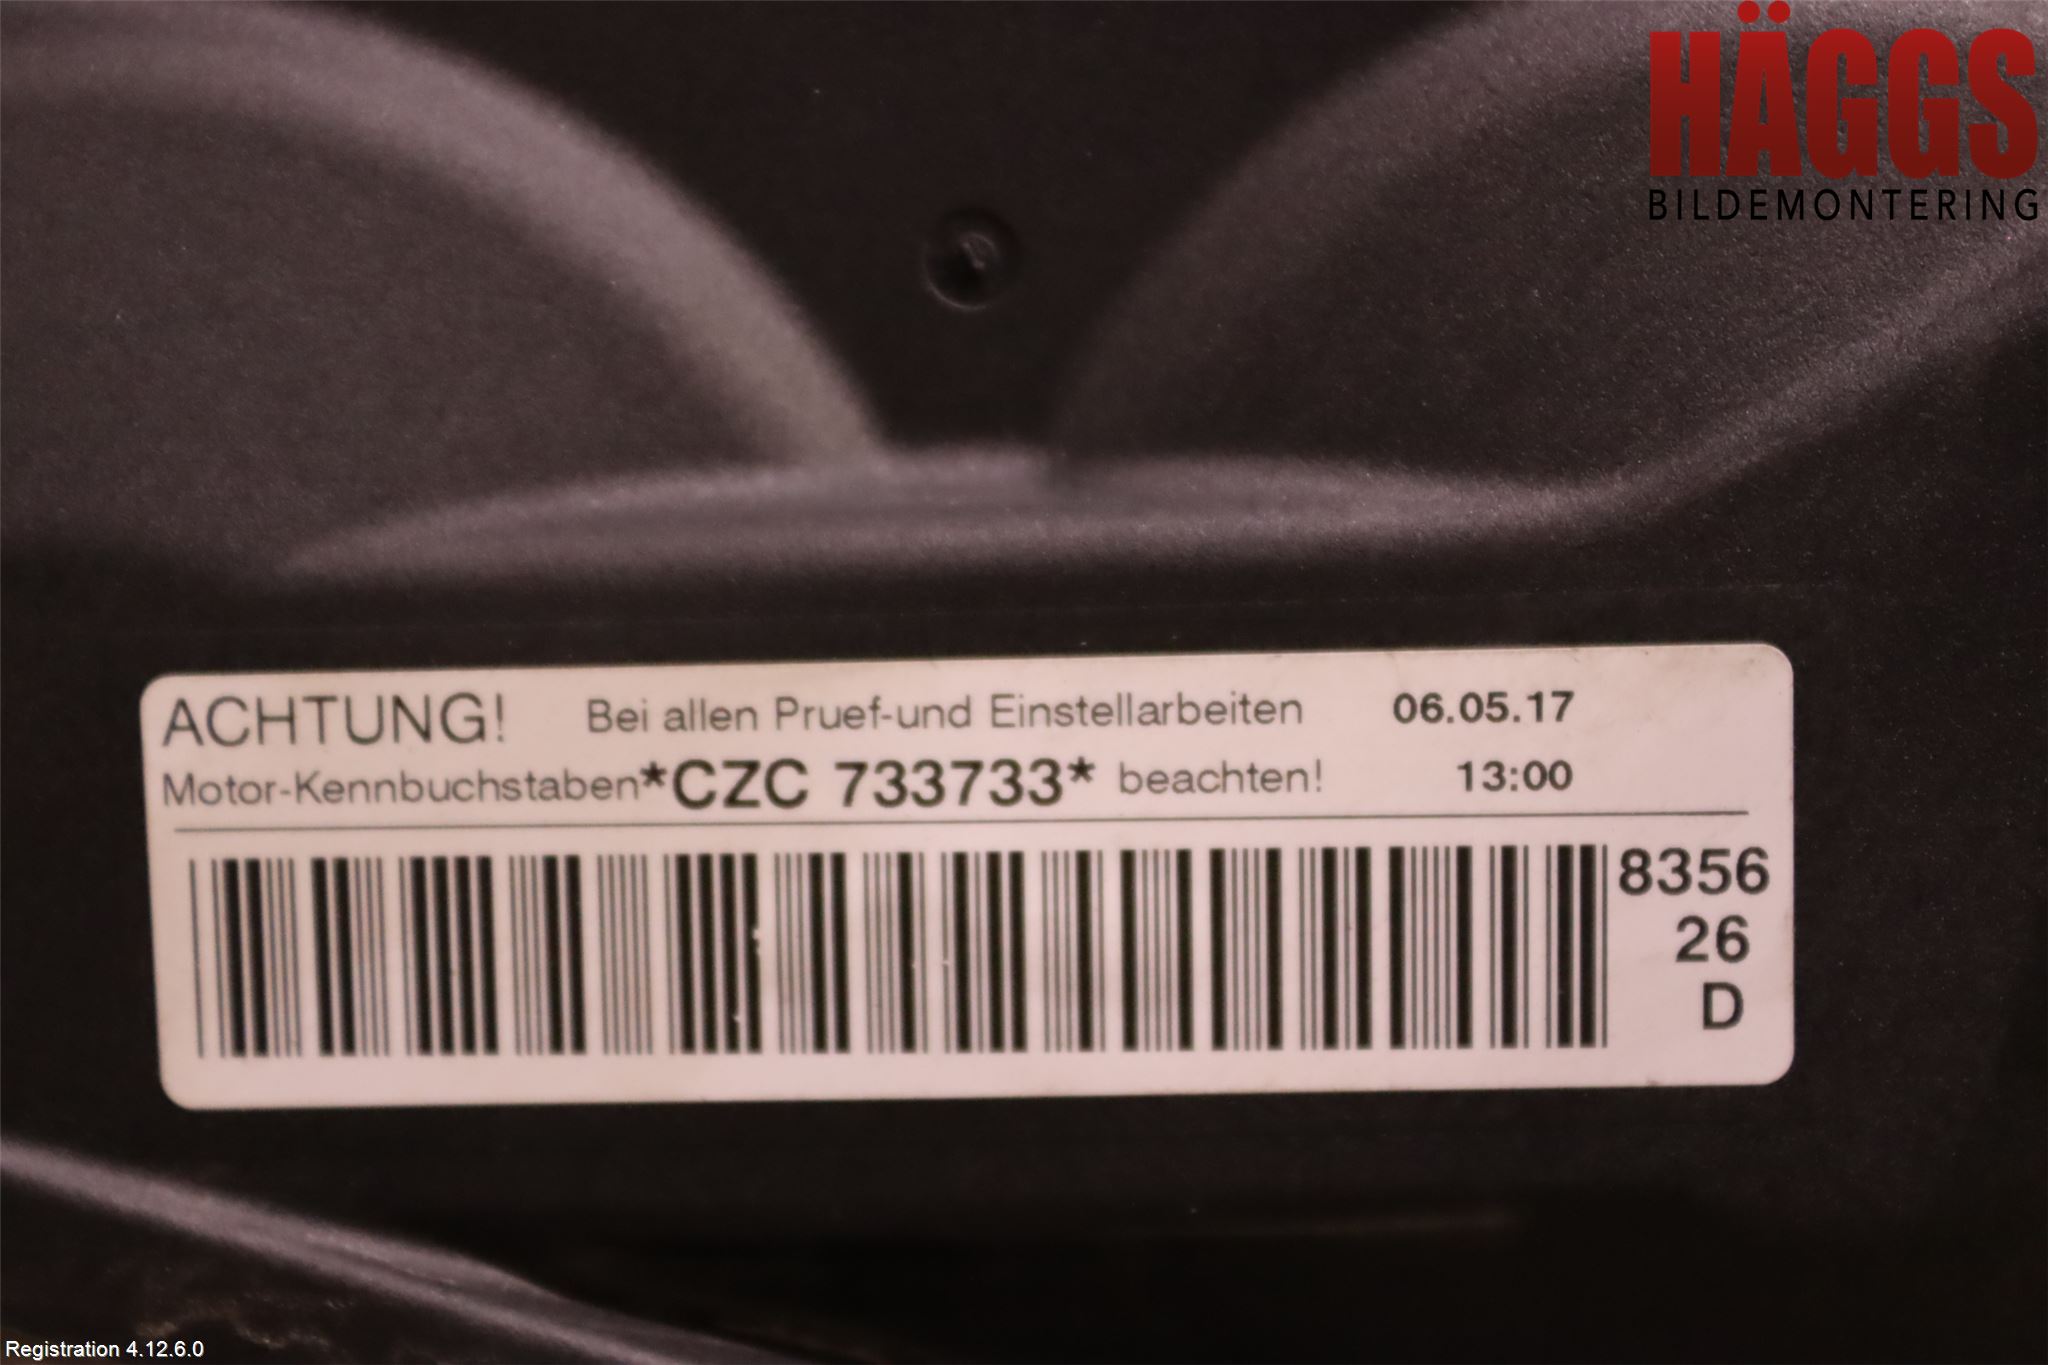 HÄGGS
BILDEMONTERING
ACHTUNG! Bei allen Pruef-und Einstellarbeiten 06.05.17
Motor-Kennbuchstaben*CZC 733733* beachten! 13:00
8356
26
D
Registration 4.12.6.0